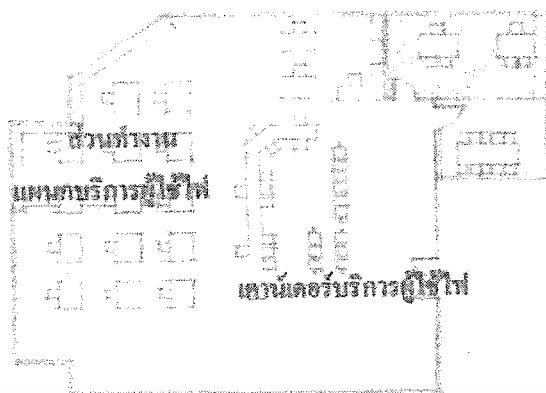 ส่วนทำงาน
แผนกบริการผู้ใช้ไฟ
เคาน์เตอร์บริการผู้ใช้ไฟ